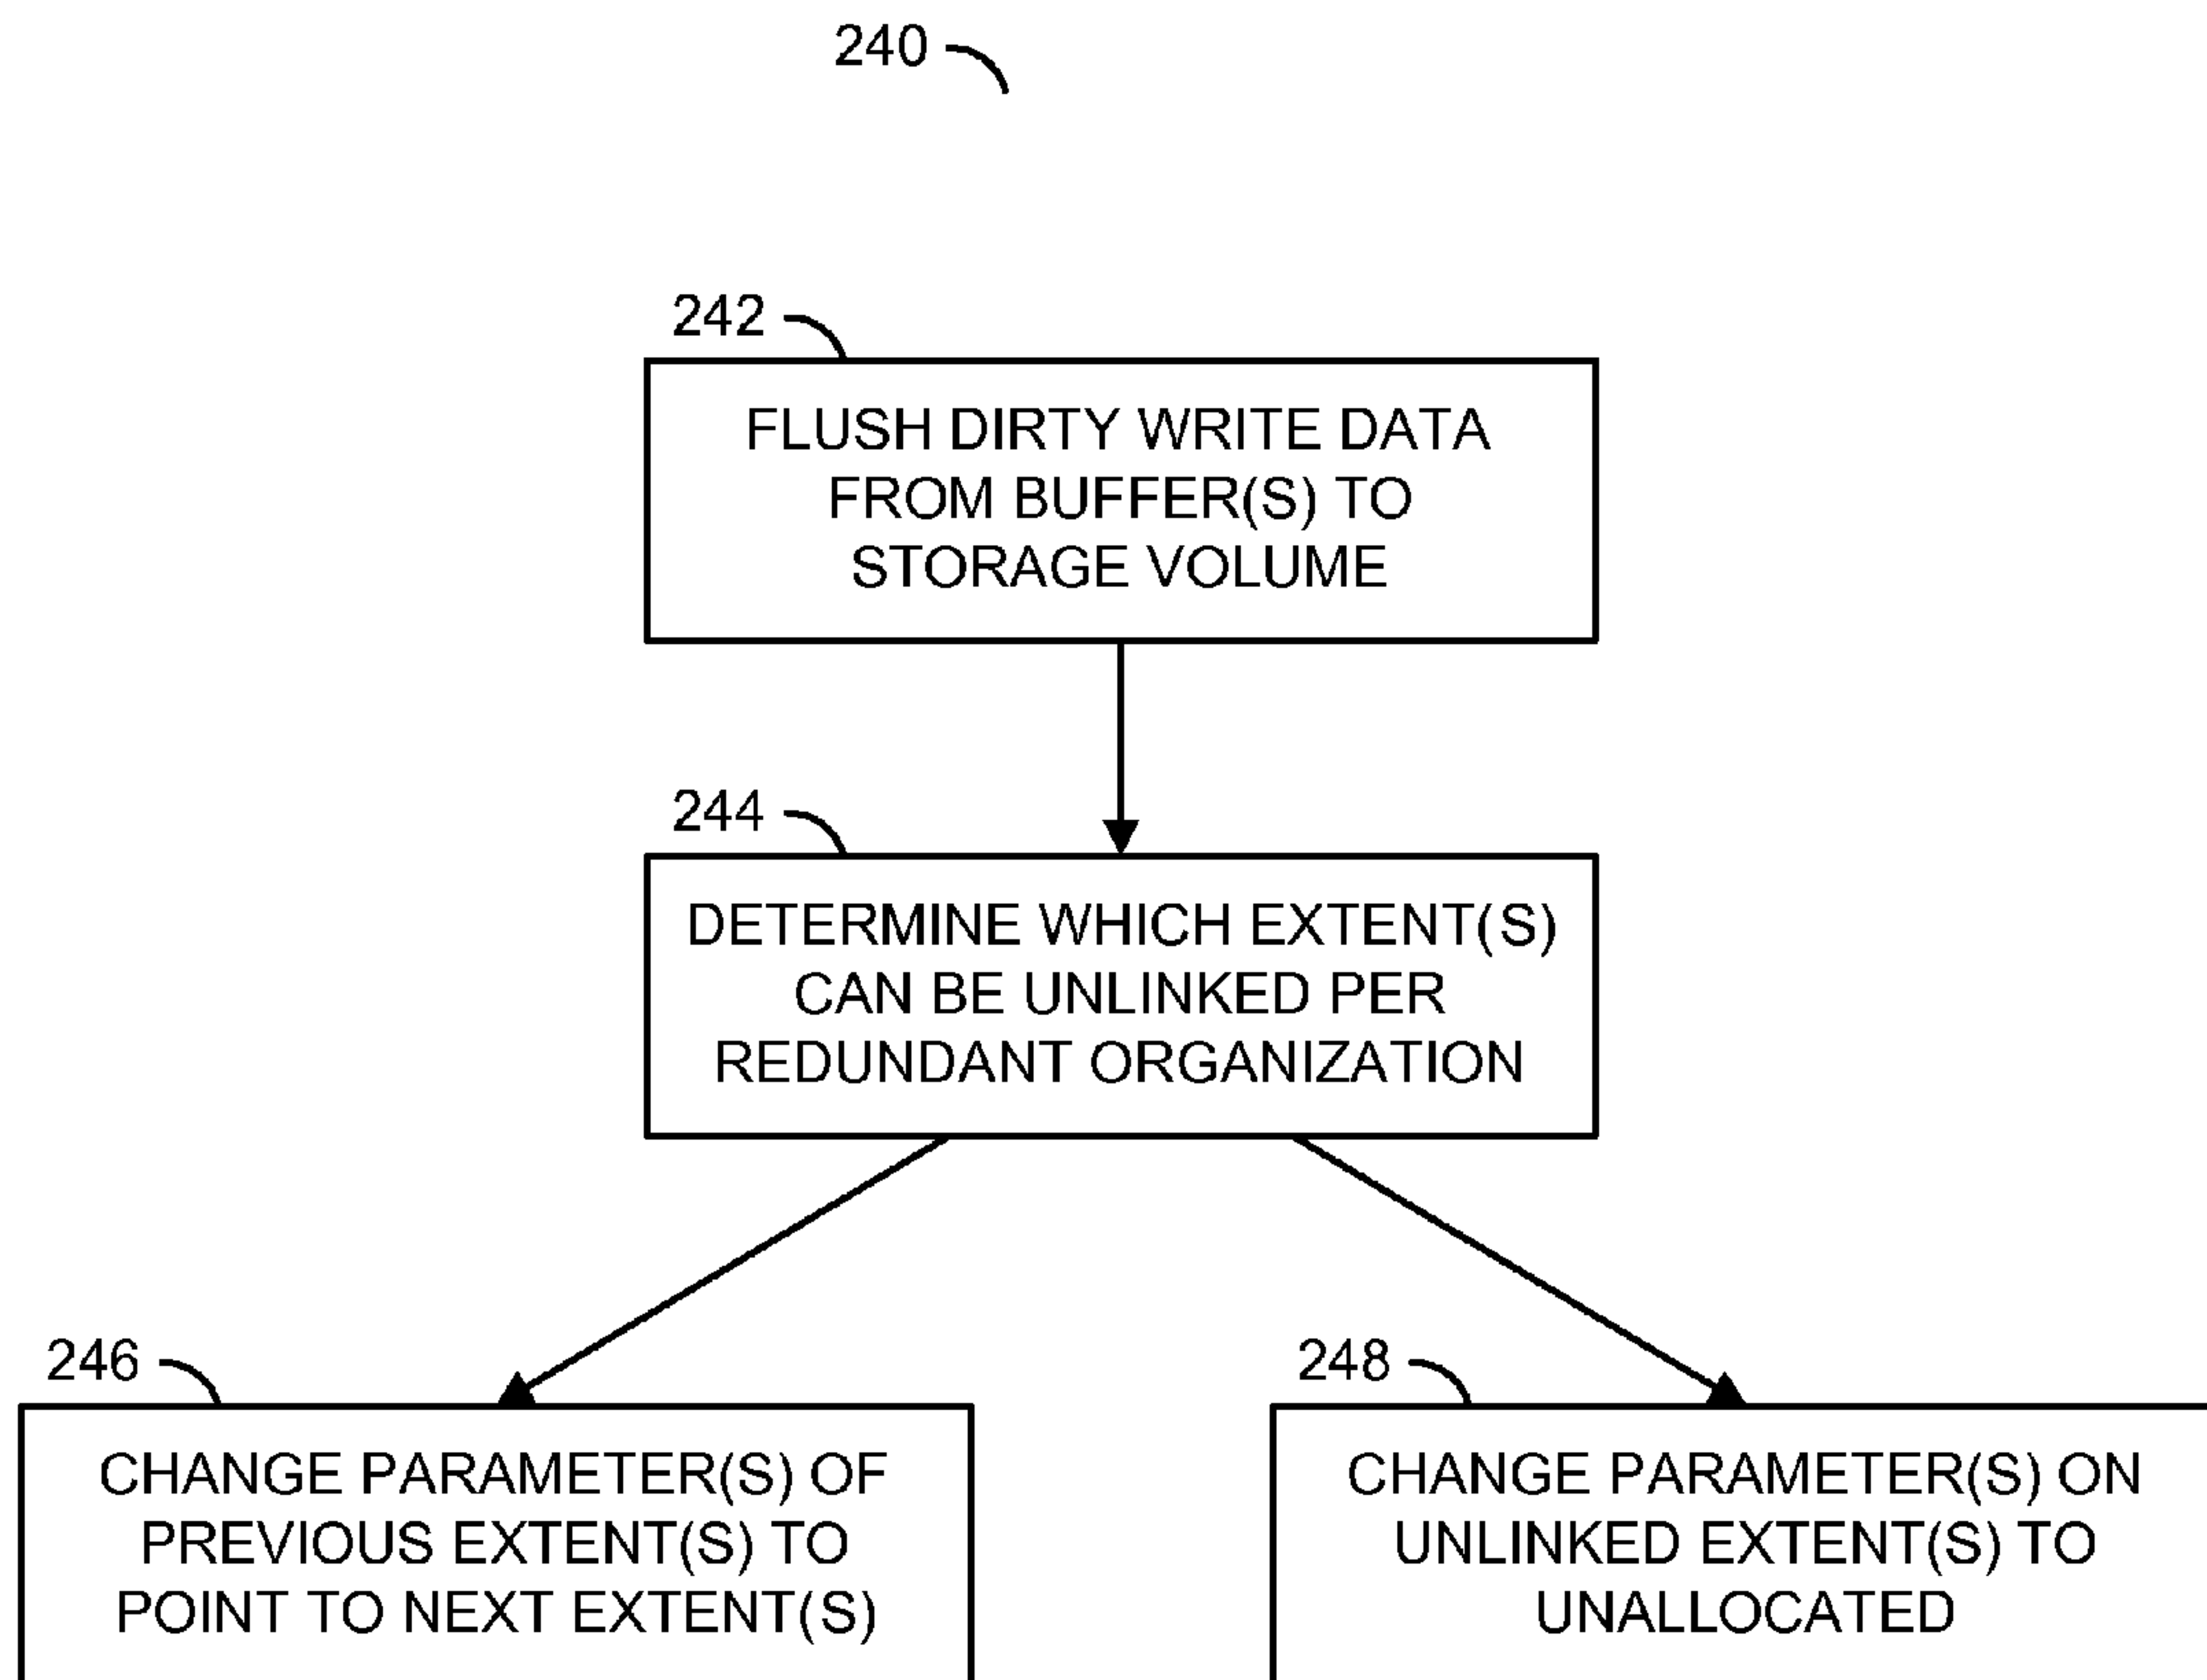 240
242
FLUSH DIRTY WRITE DATA
FROM BUFFER(S) TO
STORAGE VOLUME
244
DETERMINE WHICH EXTENT(S)
CAN BE UNLINKED PER
REDUNDANT ORGANIZATION
246
CHANGE PARAMETER(S) OF
PREVIOUS EXTENT(S) TO
POINT TO NEXT EXTENT(S)
248
CHANGE PARAMETER(S) ON
UNLINKED EXTENT(S) TO
UNALLOCATED